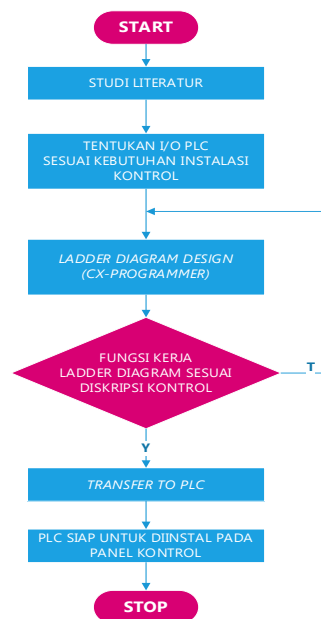 START
STUDI LITERATUR
TENTUKAN I/O PLC
SESUAI KEBUTUHAN INSTALASI
KONTROL
LADDER DIAGRAM DESIGN
(CX-PROGRAMMER)
FUNGSI KERJA
LADDER DIAGRAM SESUAI
DISKRIPSI KONTROL
T
Y
TRANSFER TO PLC
PLC SIAP UNTUK DIINSTAL PADA
PANEL KONTROL
STOP